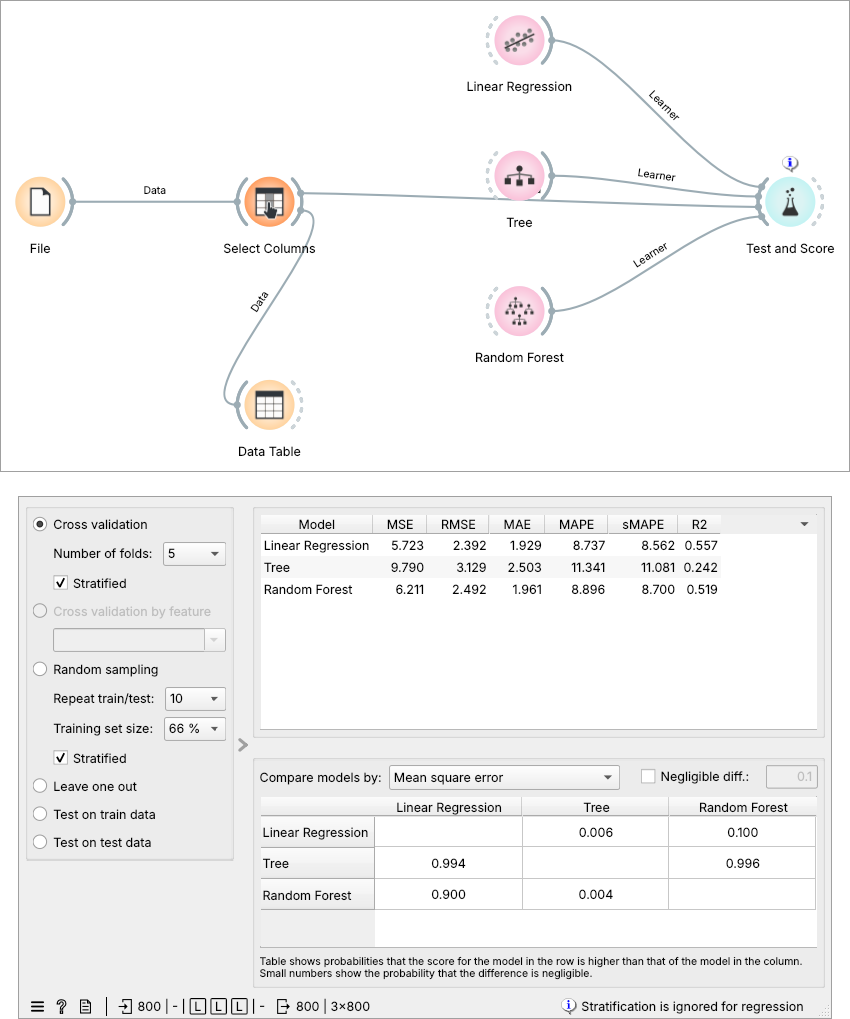 Linear Regression
Learner
Data
Learner
File
Select Columns
Tree
Test and Score
Data
Learner
Random Forest
Data Table
Cross validation
Number of folds: 5
Stratified
Cross validation by feature
Random sampling
Repeat train/test: 10
Training set size: 66 %
Stratified
Leave one out
Test on train data
Test on test data
Model MSE RMSE MAE MAPE sMAPE R2
Linear Regression 5.723 2.392 1.929 8.737 8.562 0.557
Tree 9.790 3.129 2.503 11.341 11.081 0.242
Random Forest 6.211 2.492 1.961 8.896 8.700 0.519
Compare models by: Mean square error Negligible diff.: 0.1
Linear Regression Tree Random Forest
Linear Regression 0.006 0.100
Tree 0.994 0.996
Random Forest 0.900 0.004
Table shows probabilities that the score for the model in the row is higher than that of the model in the column.
Small numbers show the probability that the difference is negligible.
? 800 | - | L L L | - 800 | 3×800
Stratification is ignored for regression